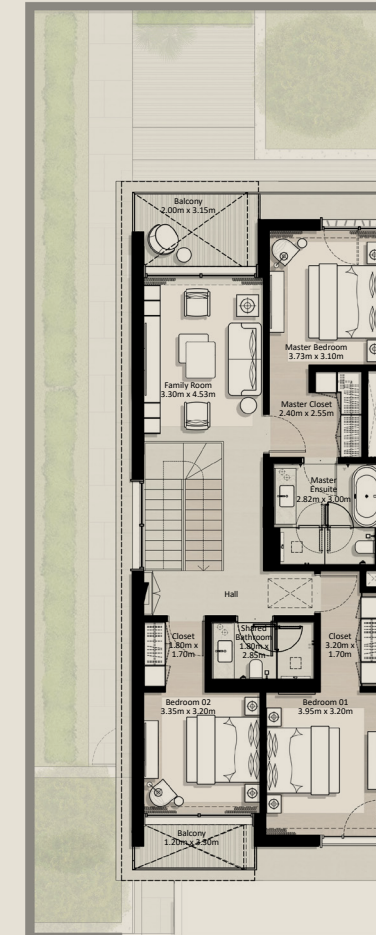 Balcony
2.00m x 3.15m
Master Bedroom
3.73m x 3.10m
Family Room
3.30m x 4.53m
Master Closet
2.40m x 2.55m
Master
Ensuite
2.82m x 3.00m
Hall
Closet
1.80m x
1.70m
Shared
Bathroom
1.80m x
2.85m
Closet
3.20m x
1.70m
Bedroom 02
3.35m x 3.20m
Bedroom 01
3.95m x 3.20m
Balcony
1.20m x 3.30m